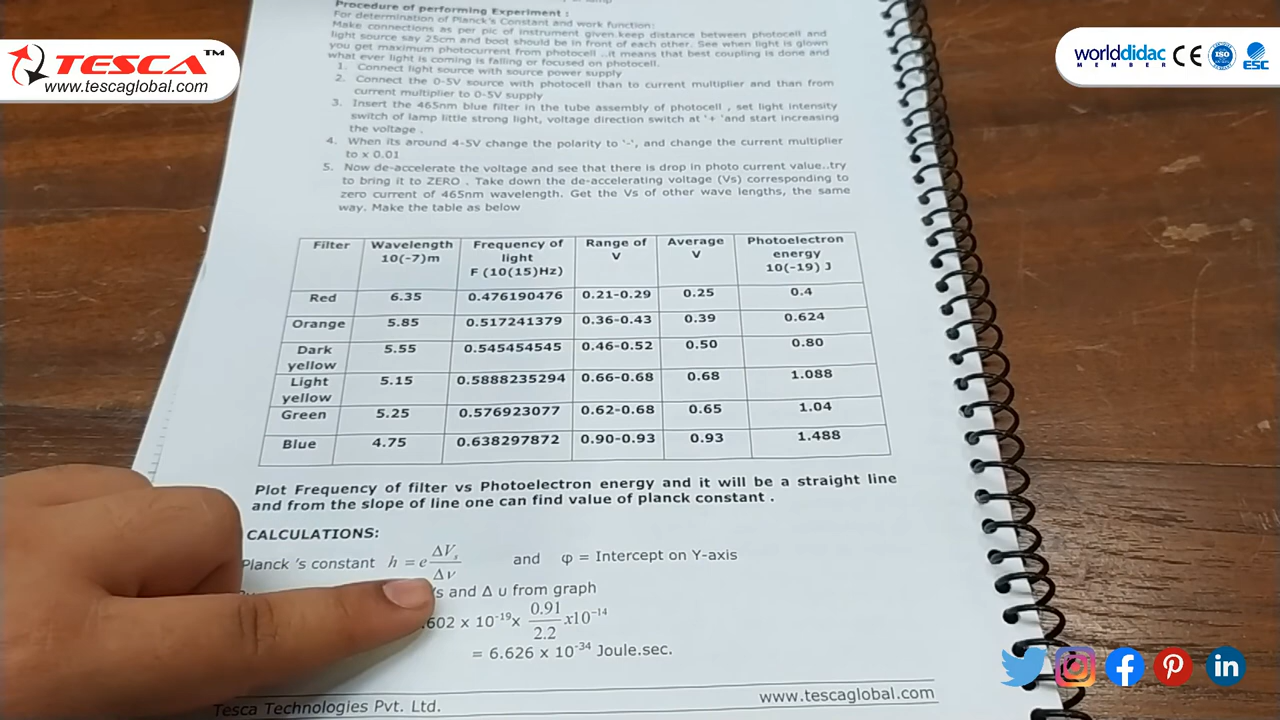 TESCA™
www.tescaglobal.com
worlddidac
MEMBER
CE
ISO
ESC
Procedure of performing Experiment :
For determination of Planck's Constant and work function:
Make connections as per pic of instrument given.keep distance between photocell and
light source say 25cm and boot should be in front of each other. See when light is glown
you get maximum photocurrent from photocell ..it means that best coupling is done and
what ever light is coming is falling or focused on photocell.
1. Connect light source with source power supply
2. Connect the 0-5V source with photocell than to current multiplier and than from
current multiplier to 0-5V supply
3. Insert the 465nm blue filter in the tube assembly of photocell , set light intensity
switch of lamp little strong light, voltage direction switch at '+ 'and start increasing
the voltage .
4. When its around 4-5V change the polarity to '-', and change the current multiplier
to x 0.01
5. Now de-accelerate the voltage and see that there is drop in photo current value..try
to bring it to ZERO . Take down the de-accelerating voltage (Vs) corresponding to
zero current of 465nm wavelength. Get the Vs of other wave lengths, the same
way. Make the table as below
Filter Wavelength 10(-7)m Frequency of light F (10(15)Hz) Range of V Average V Photoelectron energy 10(-19) J
Red 6.35 0.476190476 0.21-0.29 0.25 0.4
Orange 5.85 0.517241379 0.36-0.43 0.39 0.624
Dark yellow 5.55 0.545454545 0.46-0.52 0.50 0.80
Light yellow 5.15 0.5888235294 0.66-0.68 0.68 1.088
Green 5.25 0.576923077 0.62-0.68 0.65 1.04
Blue 4.75 0.638297872 0.90-0.93 0.93 1.488
Plot Frequency of filter vs Photoelectron energy and it will be a straight line
and from the slope of line one can find value of planck constant .
CALCULATIONS:
Planck 's constant h = e ΔVs/Δν and φ = Intercept on Y-axis
's and Δ υ from graph
.602 x 10⁻¹⁹x 0.91/2.2 x10⁻¹⁴
= 6.626 x 10⁻³⁴ Joule.sec.
Tesca Technologies Pvt. Ltd.
www.tescaglobal.com
in